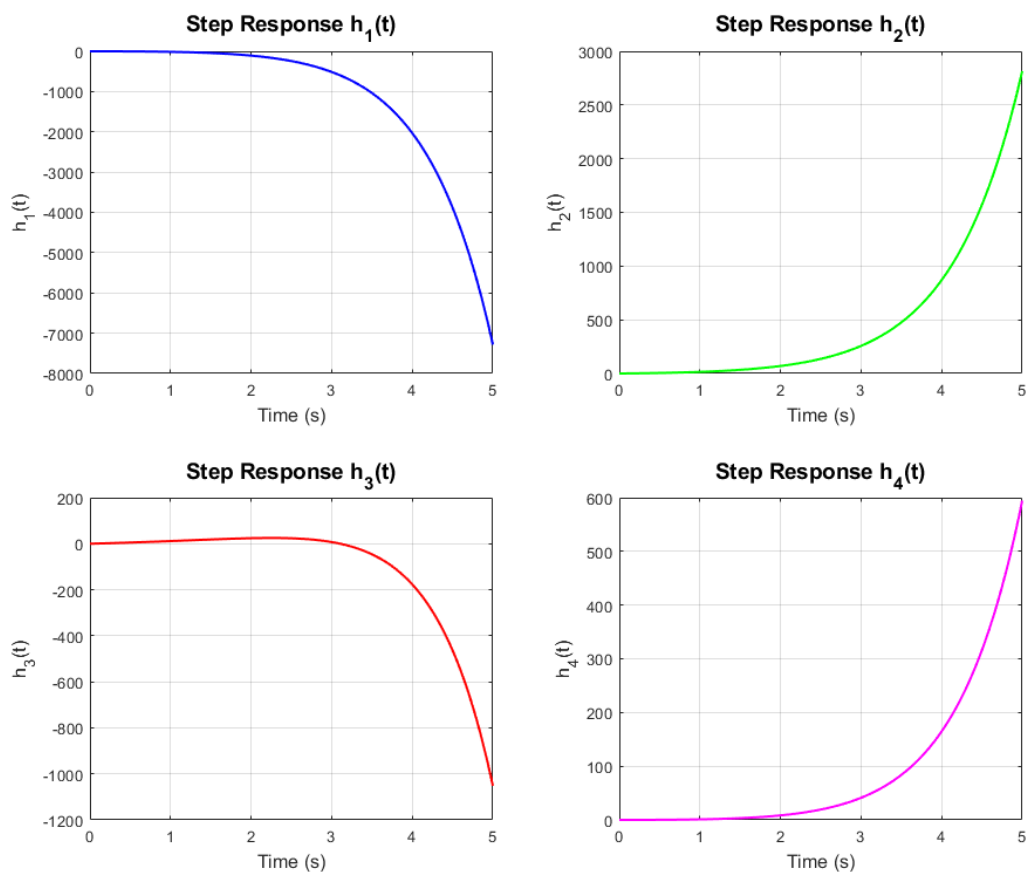 Step Response h1(t)
0
-1000
-2000
-3000
-4000
-5000
-6000
-7000
-8000
h1(t)
0 1 2 3 4 5
Time (s)
Step Response h2(t)
3000
2500
2000
1500
1000
500
0
h2(t)
0 1 2 3 4 5
Time (s)
Step Response h3(t)
200
0
-200
-400
-600
-800
-1000
-1200
h3(t)
0 1 2 3 4 5
Time (s)
Step Response h4(t)
600
500
400
300
200
100
0
h4(t)
0 1 2 3 4 5
Time (s)